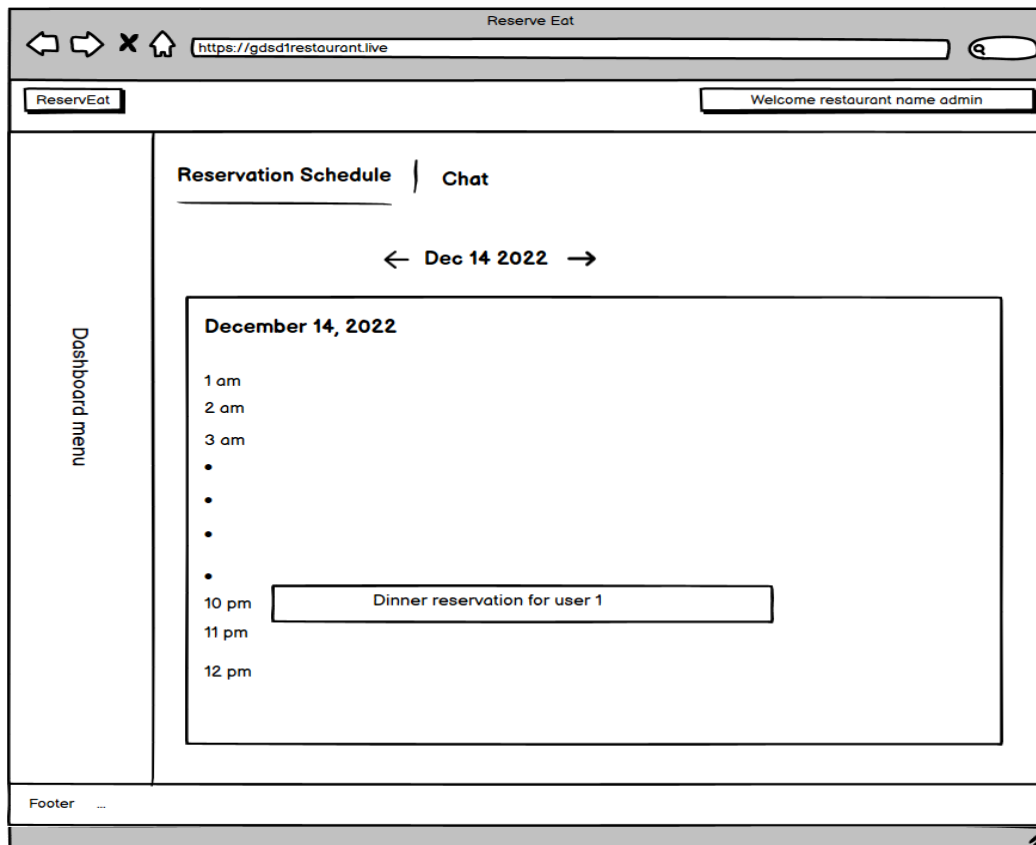 Reserve Eat
https://gdsd1restaurant.live
ReservEat
Welcome restaurant name admin
Reservation Schedule
Chat
Dec 14 2022
Dashboard menu
December 14, 2022
1 am
2 am
3 am
•
•
•
•
10 pm
Dinner reservation for user 1
11 pm
12 pm
Footer ...